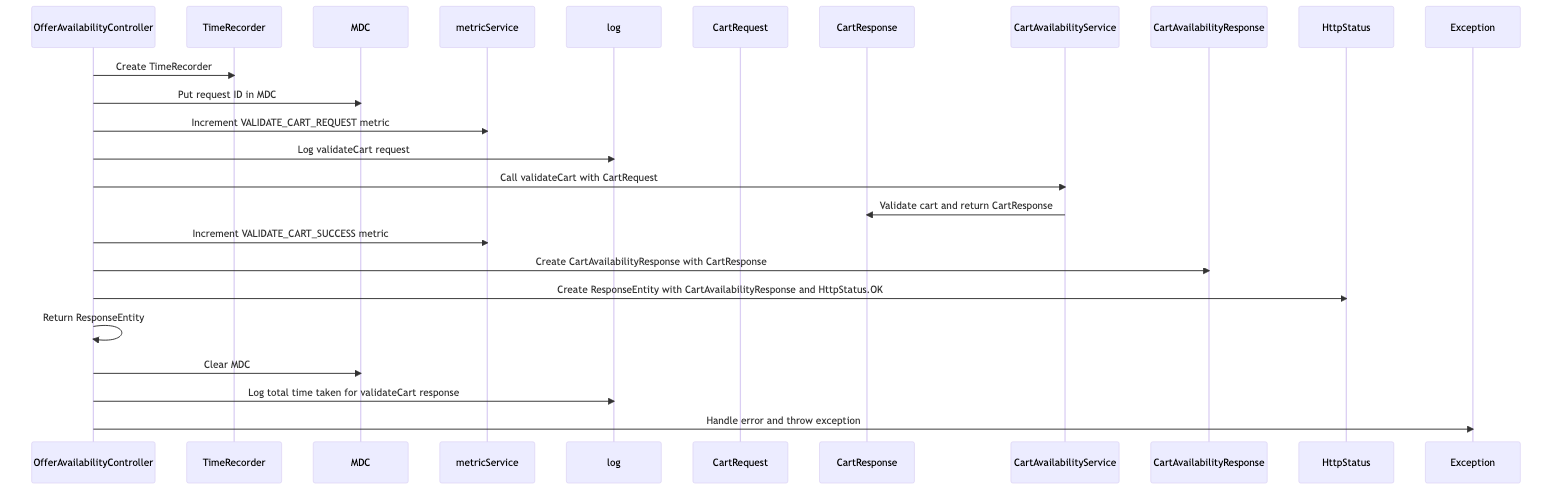 OfferAvailabilityController
TimeRecorder
MDC
metricService
log
CartRequest
CartResponse
CartAvailabilityService
CartAvailabilityResponse
HttpStatus
Exception
Create TimeRecorder
Put request ID in MDC
Increment VALIDATE_CART_REQUEST metric
Log validateCart request
Call validateCart with CartRequest
Validate cart and return CartResponse
Increment VALIDATE_CART_SUCCESS metric
Create CartAvailabilityResponse with CartResponse
Create ResponseEntity with CartAvailabilityResponse and HttpStatus.OK
Return ResponseEntity
Clear MDC
Log total time taken for validateCart response
Handle error and throw exception
OfferAvailabilityController
TimeRecorder
MDC
metricService
log
CartRequest
CartResponse
CartAvailabilityService
CartAvailabilityResponse
HttpStatus
Exception